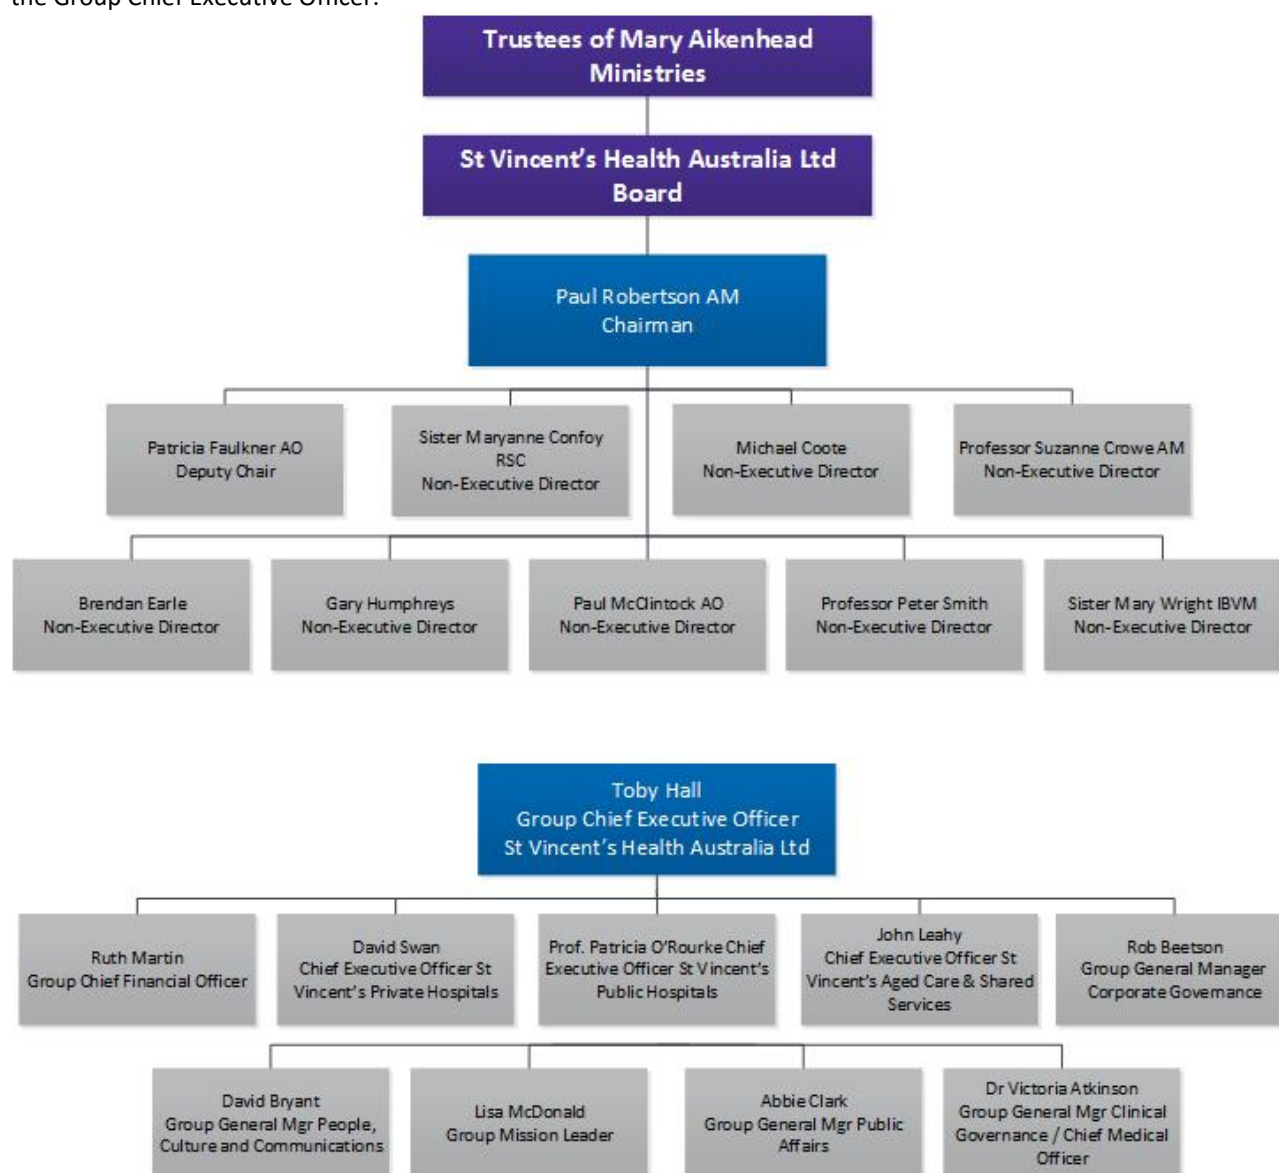 the Group Chief Executive Officer.
Trustees of Mary Aikenhead
Ministries
St Vincent's Health Australia Ltd
Board
Paul Robertson AM
Chairman
Patricia Faulkner AO
Deputy Chair
Sister Maryanne Confoy
RSC
Non-Executive Director
Michael Coote
Non-Executive Director
Professor Suzanne Crowe AM
Non-Executive Director
Brendan Earle
Non-Executive Director
Gary Humphreys
Non-Executive Director
Paul McClintock AO
Non-Executive Director
Professor Peter Smith
Non-Executive Director
Sister Mary Wright IBVM
Non-Executive Director
Toby Hall
Group Chief Executive Officer
St Vincent's Health Australia Ltd
Ruth Martin
Group Chief Financial Officer
David Swan
Chief Executive Officer St
Vincent's Private Hospitals
Prof. Patricia O'Rourke Chief
Executive Officer St Vincent's
Public Hospitals
John Leahy
Chief Executive Officer St
Vincent's Aged Care & Shared
Services
Rob Beetson
Group General Manager
Corporate Governance
David Bryant
Group General Mgr People,
Culture and Communications
Lisa McDonald
Group Mission Leader
Abbie Clark
Group General Mgr Public
Affairs
Dr Victoria Atkinson
Group General Mgr Clinical
Governance / Chief Medical
Officer